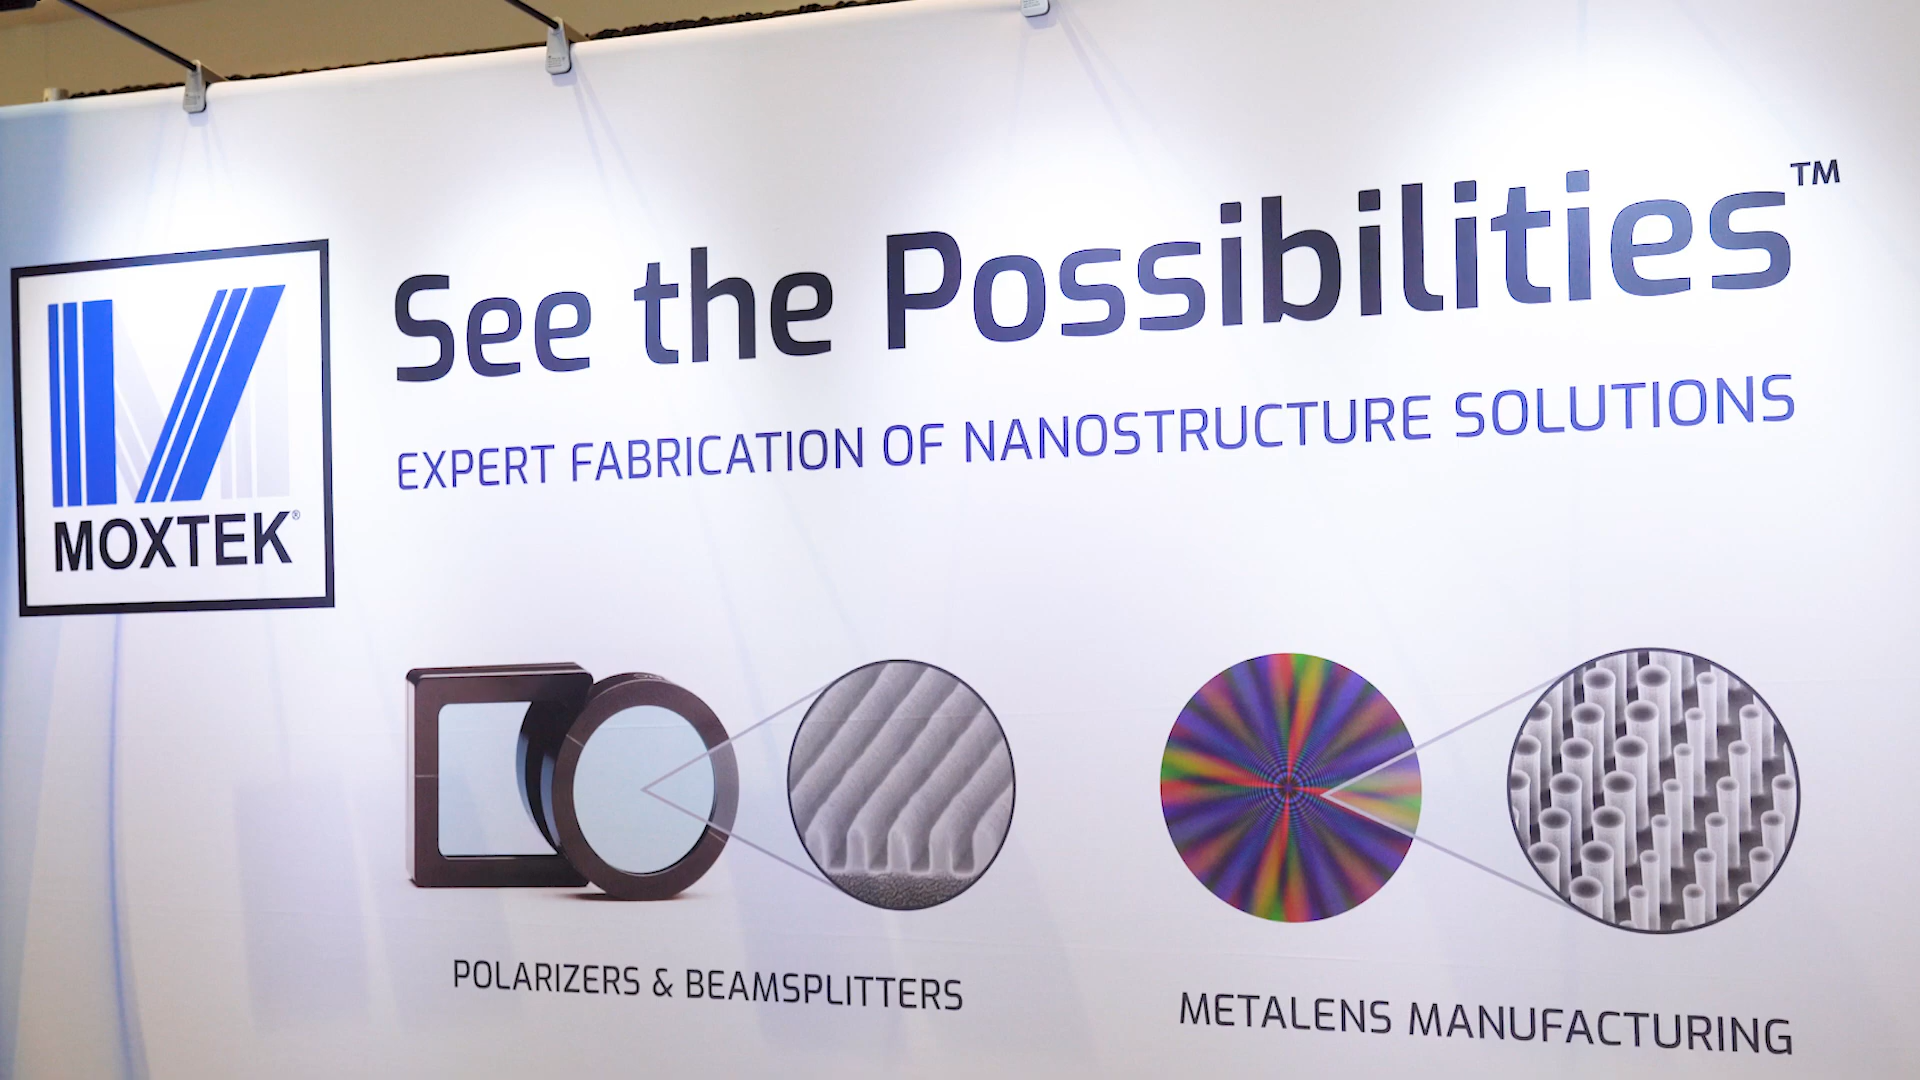 See the Possibilities™
EXPERT FABRICATION OF NANOSTRUCTURE SOLUTIONS
MOXTEK®
POLARIZERS & BEAMSPLITTERS
METALENS MANUFACTURING